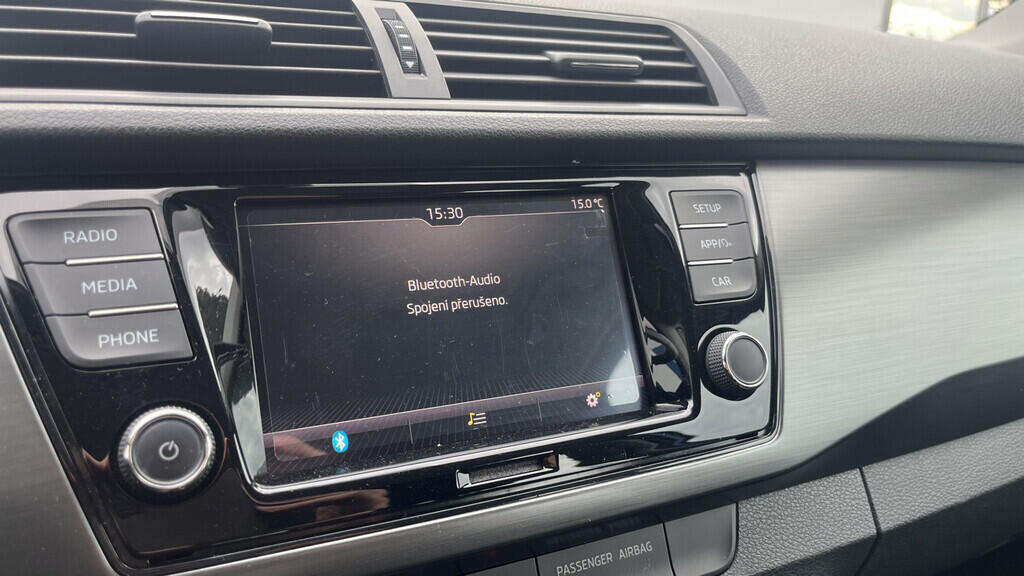 15:30
15.0 °C
RADIO
MEDIA
PHONE
Bluetooth-Audio
Spojení přerušeno.
SETUP
APP/
CAR
PASSENGER AIRBAG